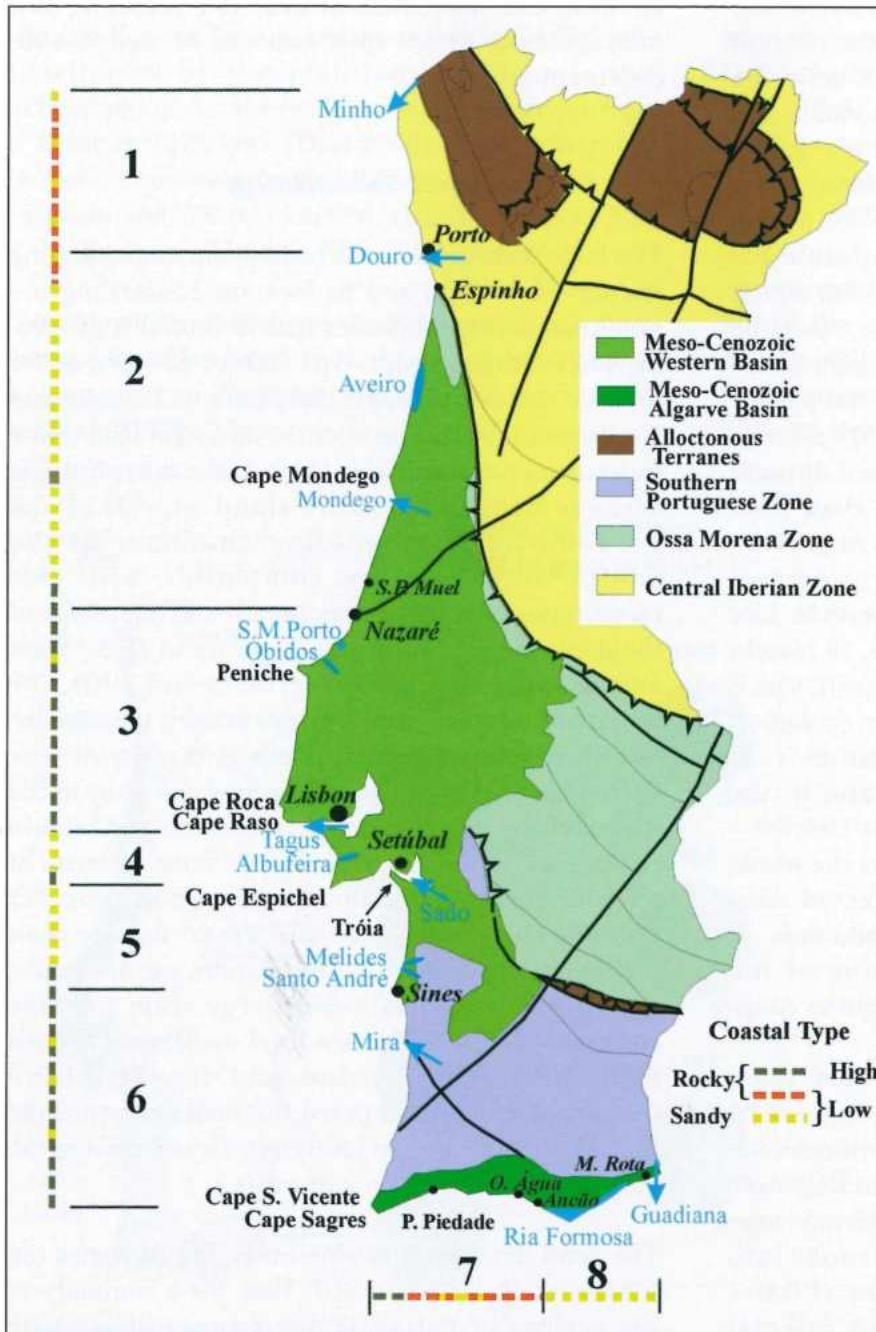 Minho
1
Porto
Douro
Espinho
2
Aveiro
Cape Mondego
Mondego
S.P. Muel
Nazaré
S.M.Porto
Óbidos
Peniche
3
Lisbon
Cape Roca
Cape Raso
Tagus
Setúbal
4
Albufeira
Cape Espichel
Sado
Tróia
5
Melides
Santo André
Sines
Mira
6
M. Rota
O. Água
Ancão
Cape S. Vicente
Cape Sagres
P. Piedade
Ria Formosa
Guadiana
7
8
Meso-Cenozoic
Western Basin
Meso-Cenozoic
Algarve Basin
Alloctonous
Terranes
Southern
Portuguese Zone
Ossa Morena Zone
Central Iberian Zone
Coastal Type
Rocky
High
Low
Sandy